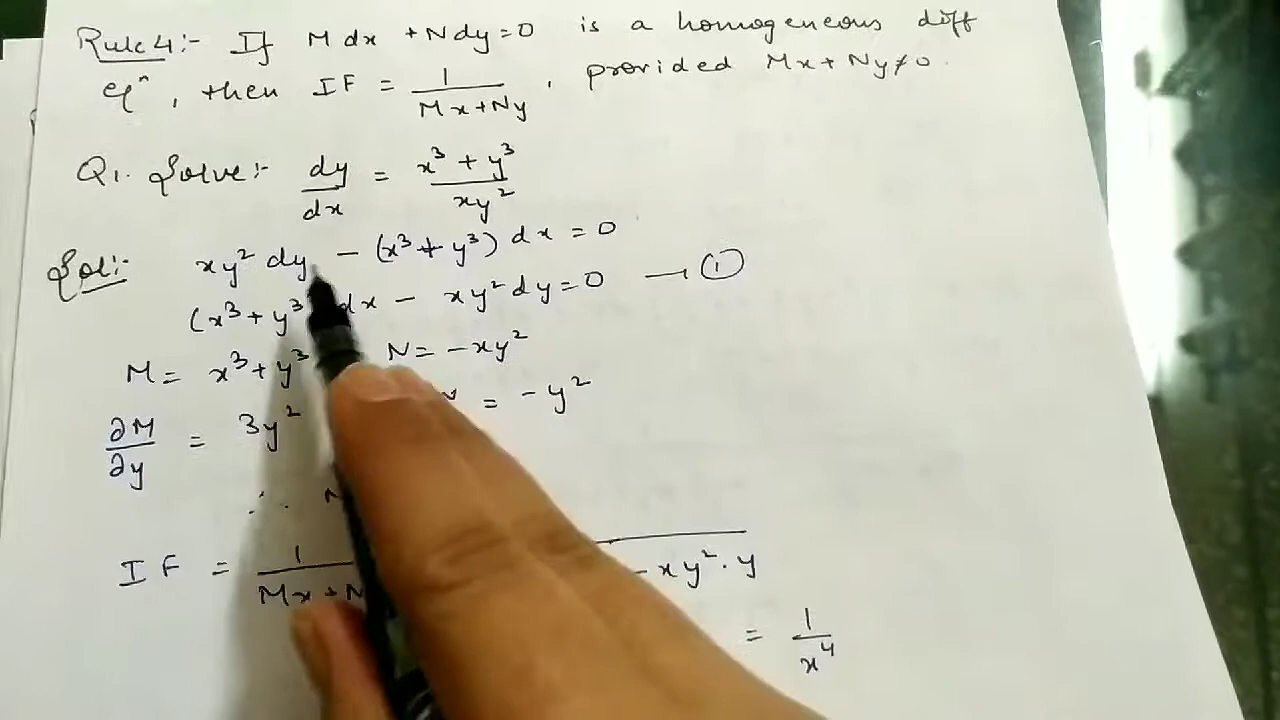 Rule 4:- If Mdx + Ndy = 0 is a homogeneous diff
eqⁿ, then IF = 1/(Mx + Ny), provided Mx + Ny ≠ 0.
Q1. Solve:- dy/dx = (x³ + y³)/(xy²)
Sol:- xy² dy - (x³ + y³) dx = 0
(x³ + y³ dx - xy² dy = 0 — ①
M = x³ + y³ N = -xy²
∂M/∂y = 3y² = -y²
∴
IF = 1/(Mx + N - xy² · y
= 1/x⁴